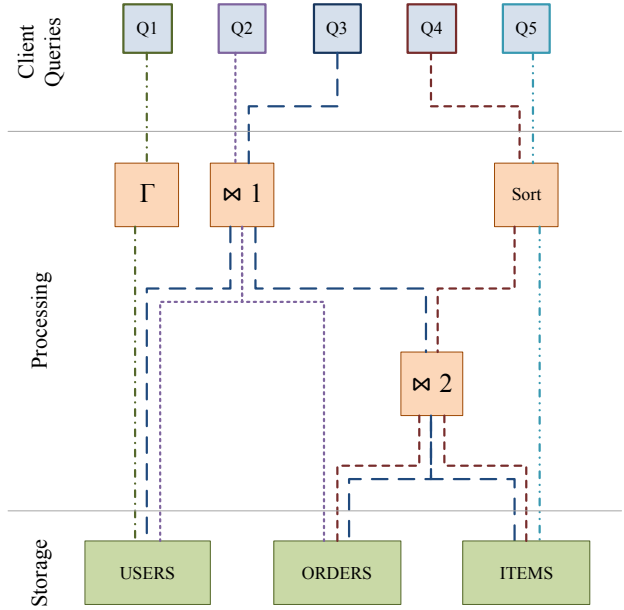 Client
Queries
Q1
Q2
Q3
Q4
Q5
Processing
Γ
⋈ 1
Sort
⋈ 2
Storage
USERS
ORDERS
ITEMS